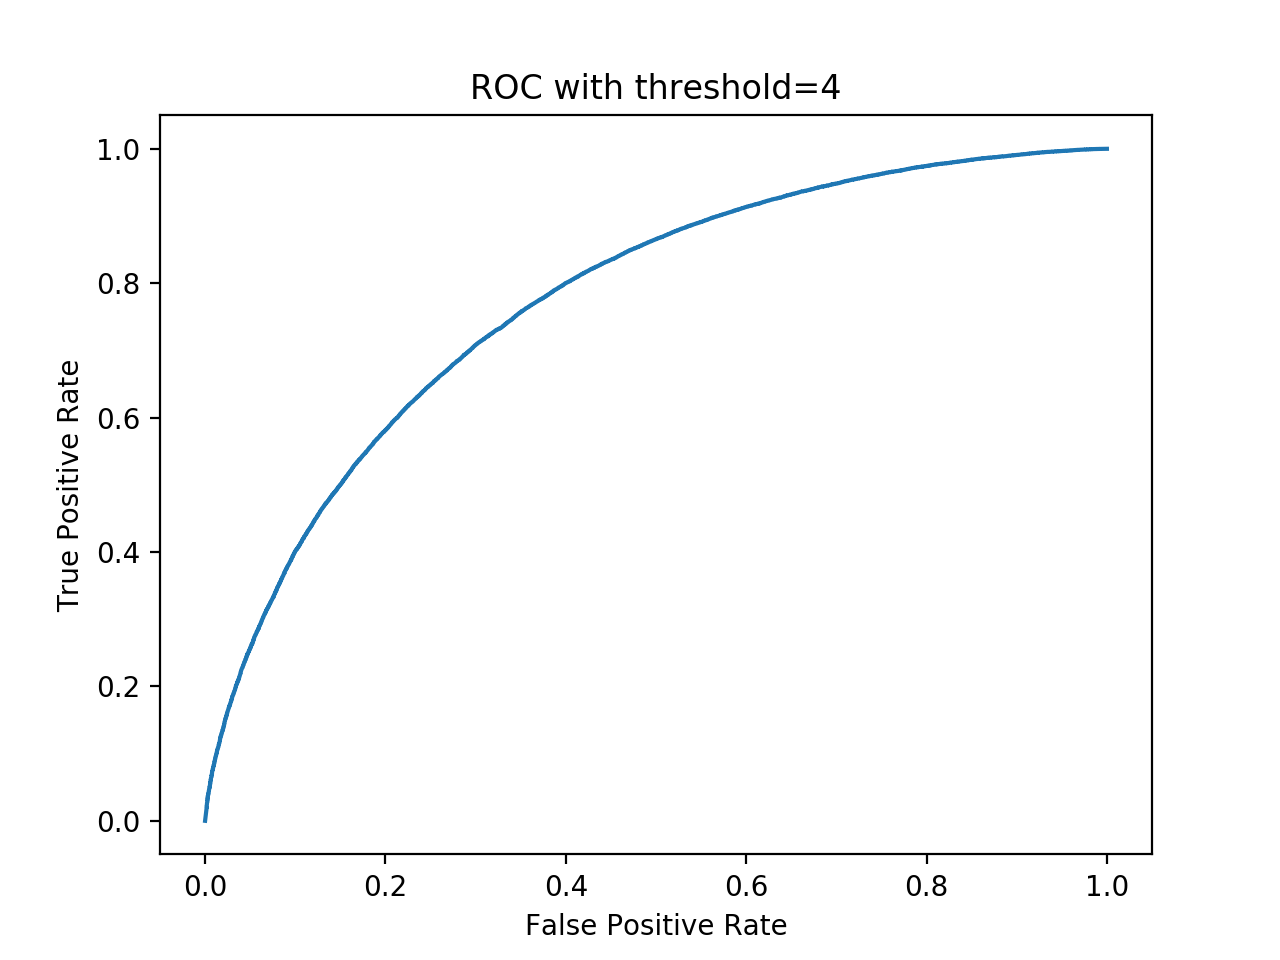 ROC with threshold=4
1.0
0.8
0.6
0.4
0.2
0.0
True Positive Rate
0.0 0.2 0.4 0.6 0.8 1.0
False Positive Rate